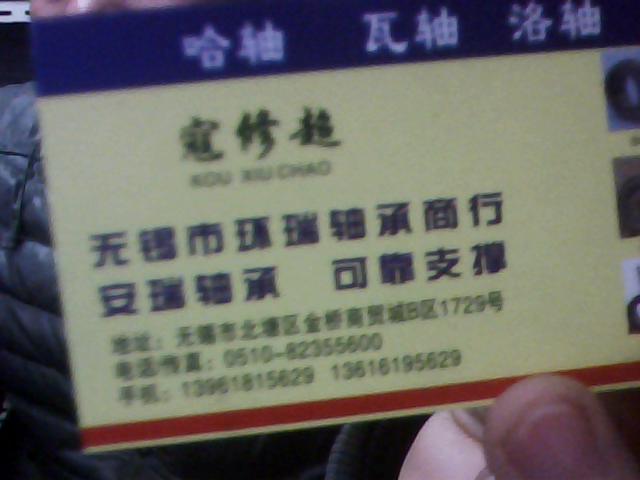 哈轴 瓦轴 洛轴
寇修超
KOU XIU CHAO
无锡市环瑞轴承商行
安瑞轴承 可靠支撑
地址：无锡市北塘区金桥商贸城B区1729号
电话传真：0510-82355600
手机：13961815629 13616195629